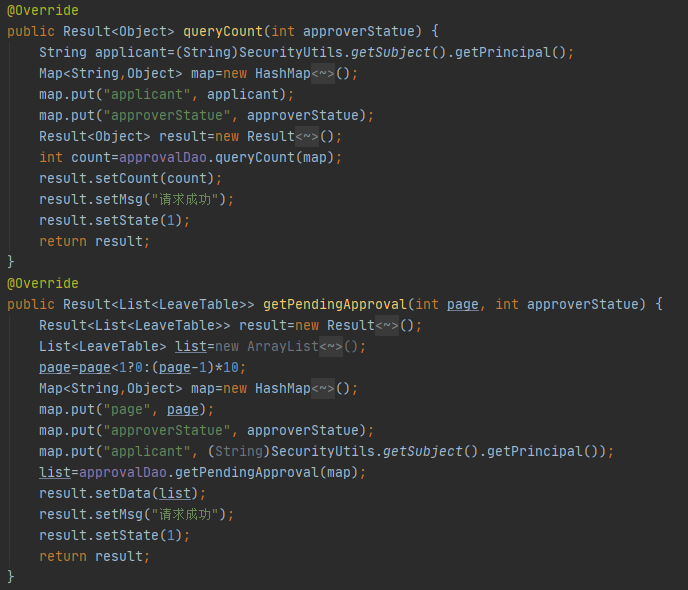 @Override
public Result<Object> queryCount(int approverStatue) {
    String applicant=(String)SecurityUtils.getSubject().getPrincipal();
    Map<String,Object> map=new HashMap<~>();
    map.put("applicant", applicant);
    map.put("approverStatue", approverStatue);
    Result<Object> result=new Result<~>();
    int count=approvalDao.queryCount(map);
    result.setCount(count);
    result.setMsg("请求成功");
    result.setState(1);
    return result;
}
@Override
public Result<List<LeaveTable>> getPendingApproval(int page, int approverStatue) {
    Result<List<LeaveTable>> result=new Result<~>();
    List<LeaveTable> list=new ArrayList<~>();
    page=page<1?0:(page-1)*10;
    Map<String,Object> map=new HashMap<~>();
    map.put("page", page);
    map.put("approverStatue", approverStatue);
    map.put("applicant", (String)SecurityUtils.getSubject().getPrincipal());
    list=approvalDao.getPendingApproval(map);
    result.setData(list);
    result.setMsg("请求成功");
    result.setState(1);
    return result;
}